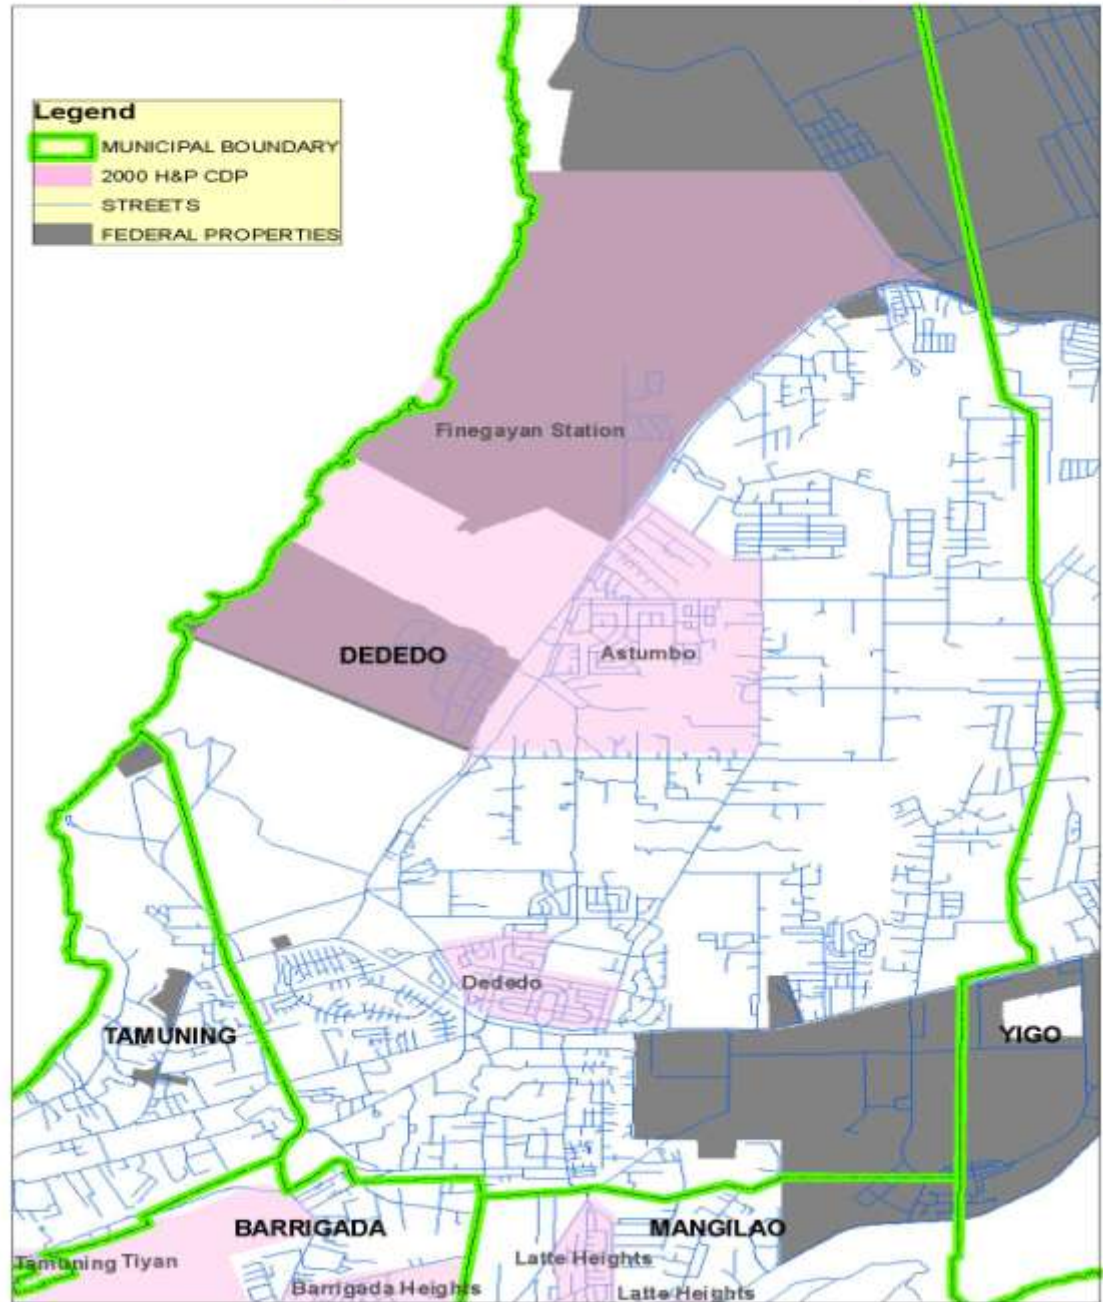 Legend
MUNICIPAL BOUNDARY
2000 H&P CDP
STREETS
FEDERAL PROPERTIES
Finegayan Station
DEDEDO
Astumbo
Dededo
TAMUNING
YIGO
BARRIGADA
MANGILAO
Tamuning Tiyan
Latte Heights
Barrigada Heights
Latte Heights